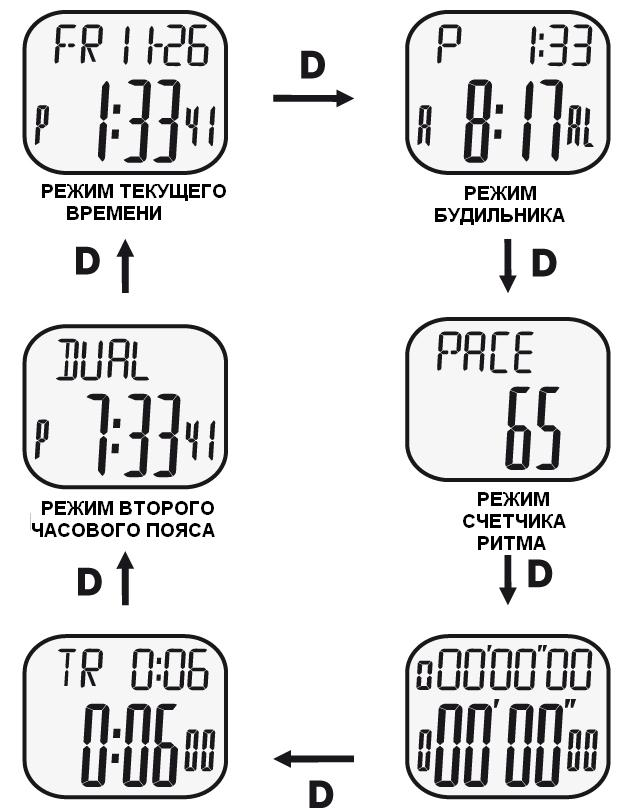 FR 11-26
P 1:33 41
РЕЖИМ ТЕКУЩЕГО
ВРЕМЕНИ
D
P 1:33
A 8:17 AL
РЕЖИМ
БУДИЛЬНИКА
D
PACE
65
РЕЖИМ
СЧЕТЧИКА
РИТМА
D
0 00'00"00
0 00'00"00
D
TR 0:06
0:06 00
D
DUAL
P 7:33 41
РЕЖИМ ВТОРОГО
ЧАСОВОГО ПОЯСА
D